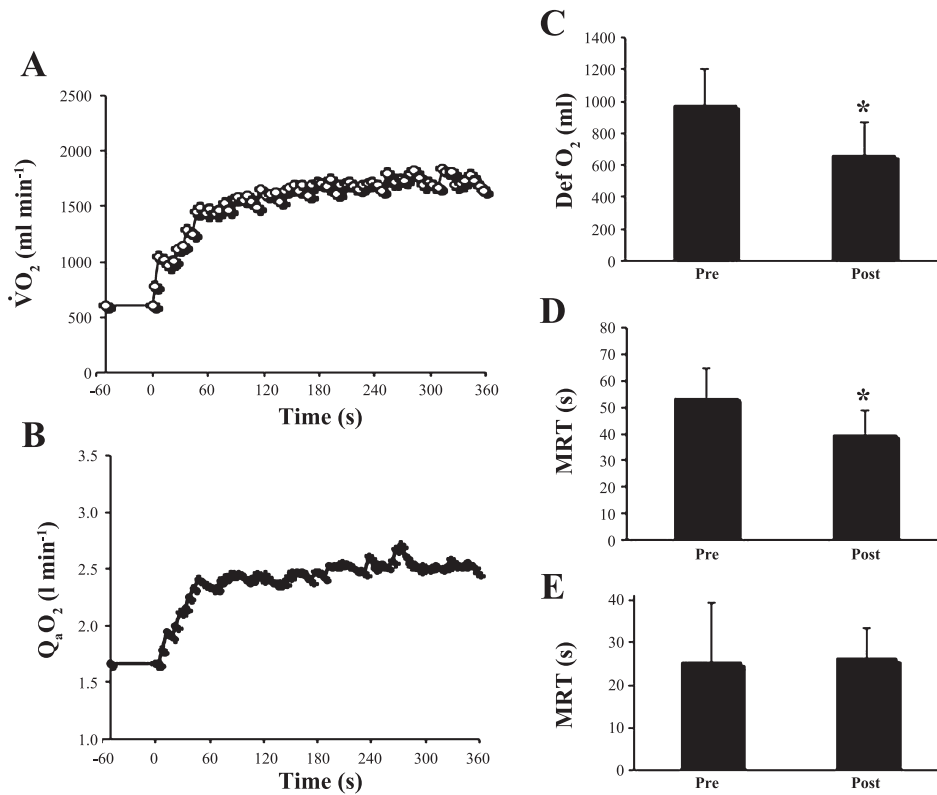 A
V̇O₂ (ml min⁻¹)
2500
2000
1500
1000
500
0
-60 0 60 120 180 240 300 360
Time (s)
B
QₐO₂ (l min⁻¹)
3.5
3.0
2.5
2.0
1.5
1.0
-60 0 60 120 180 240 300 360
Time (s)
C
Def O₂ (ml)
1400
1200
1000
800
600
400
200
0
*
Pre Post
D
MRT (s)
80
70
60
50
40
30
20
10
0
*
Pre Post
E
MRT (s)
40
30
20
10
0
Pre Post